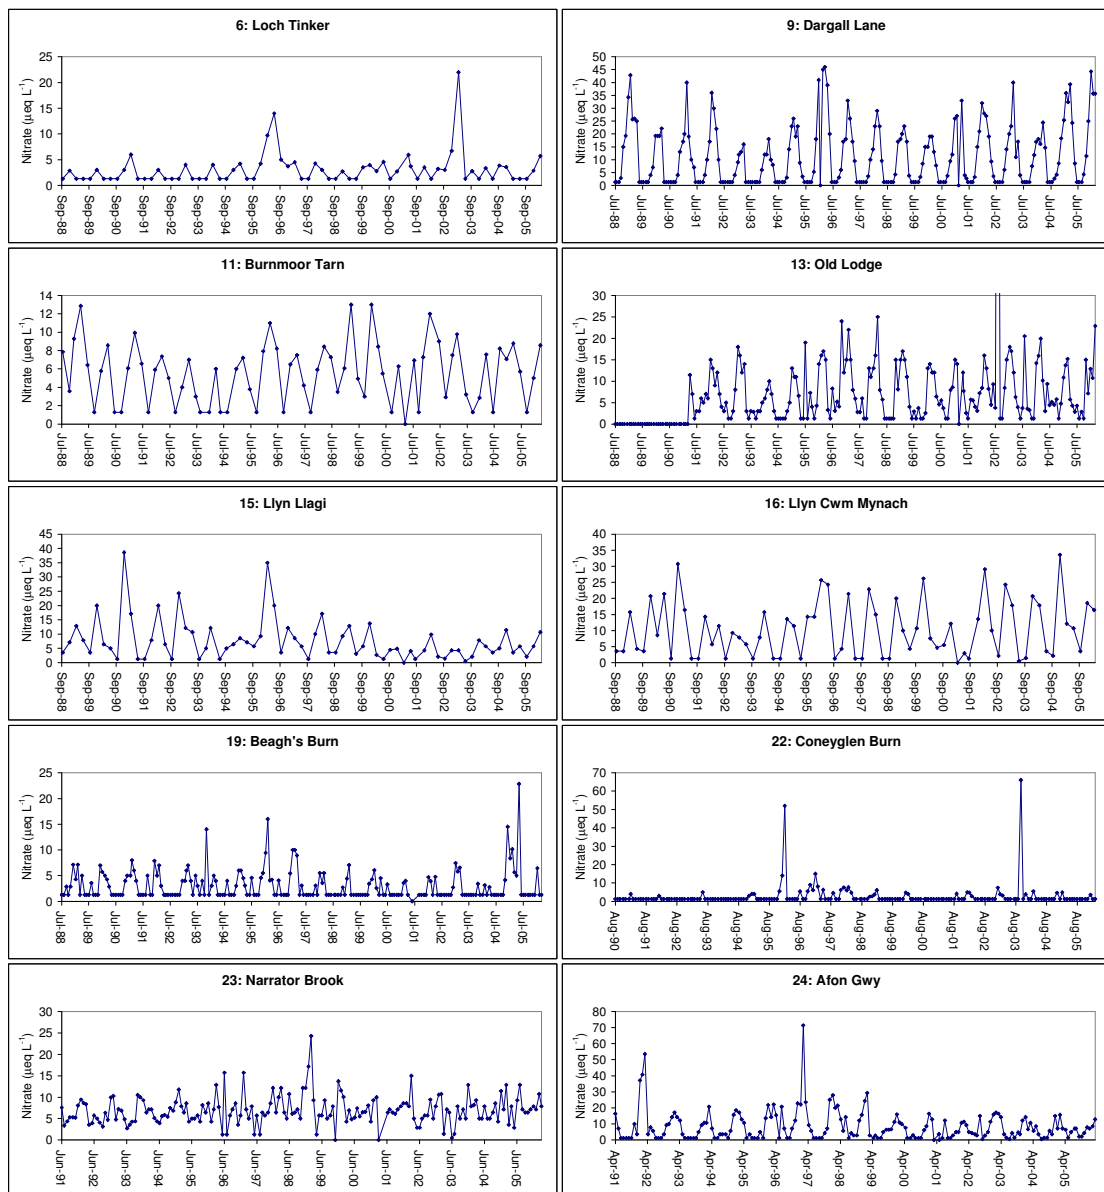 6: Loch Tinker
Nitrate (µeq L⁻¹)
25
20
15
10
5
0
Sep-88 Sep-89 Sep-90 Sep-91 Sep-92 Sep-93 Sep-94 Sep-95 Sep-96 Sep-97 Sep-98 Sep-99 Sep-00 Sep-01 Sep-02 Sep-03 Sep-04 Sep-05
9: Dargall Lane
Nitrate (µeq L⁻¹)
50
45
40
35
30
25
20
15
10
5
0
Jul-88 Jul-89 Jul-90 Jul-91 Jul-92 Jul-93 Jul-94 Jul-95 Jul-96 Jul-97 Jul-98 Jul-99 Jul-00 Jul-01 Jul-02 Jul-03 Jul-04 Jul-05
11: Burnmoor Tarn
Nitrate (µeq L⁻¹)
14
12
10
8
6
4
2
0
Jul-88 Jul-89 Jul-90 Jul-91 Jul-92 Jul-93 Jul-94 Jul-95 Jul-96 Jul-97 Jul-98 Jul-99 Jul-00 Jul-01 Jul-02 Jul-03 Jul-04 Jul-05
13: Old Lodge
Nitrate (µeq L⁻¹)
30
25
20
15
10
5
0
Jul-88 Jul-89 Jul-90 Jul-91 Jul-92 Jul-93 Jul-94 Jul-95 Jul-96 Jul-97 Jul-98 Jul-99 Jul-00 Jul-01 Jul-02 Jul-03 Jul-04 Jul-05
15: Llyn Llagi
Nitrate (µeq L⁻¹)
45
40
35
30
25
20
15
10
5
0
Sep-88 Sep-89 Sep-90 Sep-91 Sep-92 Sep-93 Sep-94 Sep-95 Sep-96 Sep-97 Sep-98 Sep-99 Sep-00 Sep-01 Sep-02 Sep-03 Sep-04 Sep-05
16: Llyn Cwm Mynach
Nitrate (µeq L⁻¹)
40
35
30
25
20
15
10
5
0
Sep-88 Sep-89 Sep-90 Sep-91 Sep-92 Sep-93 Sep-94 Sep-95 Sep-96 Sep-97 Sep-98 Sep-99 Sep-00 Sep-01 Sep-02 Sep-03 Sep-04 Sep-05
19: Beagh's Burn
Nitrate (µeq L⁻¹)
25
20
15
10
5
0
Jul-88 Jul-89 Jul-90 Jul-91 Jul-92 Jul-93 Jul-94 Jul-95 Jul-96 Jul-97 Jul-98 Jul-99 Jul-00 Jul-01 Jul-02 Jul-03 Jul-04 Jul-05
22: Coneyglen Burn
Nitrate (µeq L⁻¹)
70
60
50
40
30
20
10
0
Aug-90 Aug-91 Aug-92 Aug-93 Aug-94 Aug-95 Aug-96 Aug-97 Aug-98 Aug-99 Aug-00 Aug-01 Aug-02 Aug-03 Aug-04 Aug-05
23: Narrator Brook
Nitrate (µeq L⁻¹)
30
25
20
15
10
5
0
Jun-91 Jun-92 Jun-93 Jun-94 Jun-95 Jun-96 Jun-97 Jun-98 Jun-99 Jun-00 Jun-01 Jun-02 Jun-03 Jun-04 Jun-05
24: Afon Gwy
Nitrate (µeq L⁻¹)
80
70
60
50
40
30
20
10
0
Apr-91 Apr-92 Apr-93 Apr-94 Apr-95 Apr-96 Apr-97 Apr-98 Apr-99 Apr-00 Apr-01 Apr-02 Apr-03 Apr-04 Apr-05